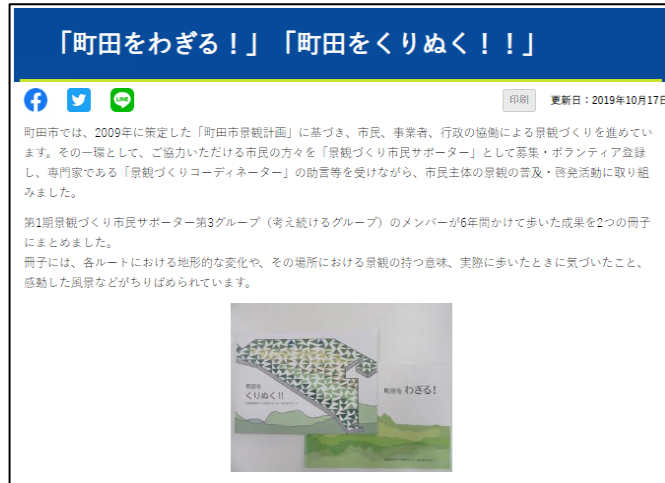 「町田をわぎる！」「町田をくりぬく！！」
LINE
印刷
更新日：2019年10月17日
町田市では、2009年に策定した「町田市景観計画」に基づき、市民、事業者、行政の協働による景観づくりを進めてい
ます。その一環として、ご協力いただける市民の方々を「景観づくり市民サポーター」として募集・ボランティア登録
し、専門家である「景観づくりコーディネーター」の助言等を受けながら、市民主体の景観の普及・啓発活動に取り組
みました。
第1期景観づくり市民サポーター第3グループ（考え続けるグループ）のメンバーが6年間かけて歩いた成果を2つの冊子
にまとめました。
冊子には、各ルートにおける地形的な変化や、その場所における景観の持つ意味、実際に歩いたときに気づいたこと、
感動した風景などがちりばめられています。
町田を
くりぬく!!
町田を わぎる!